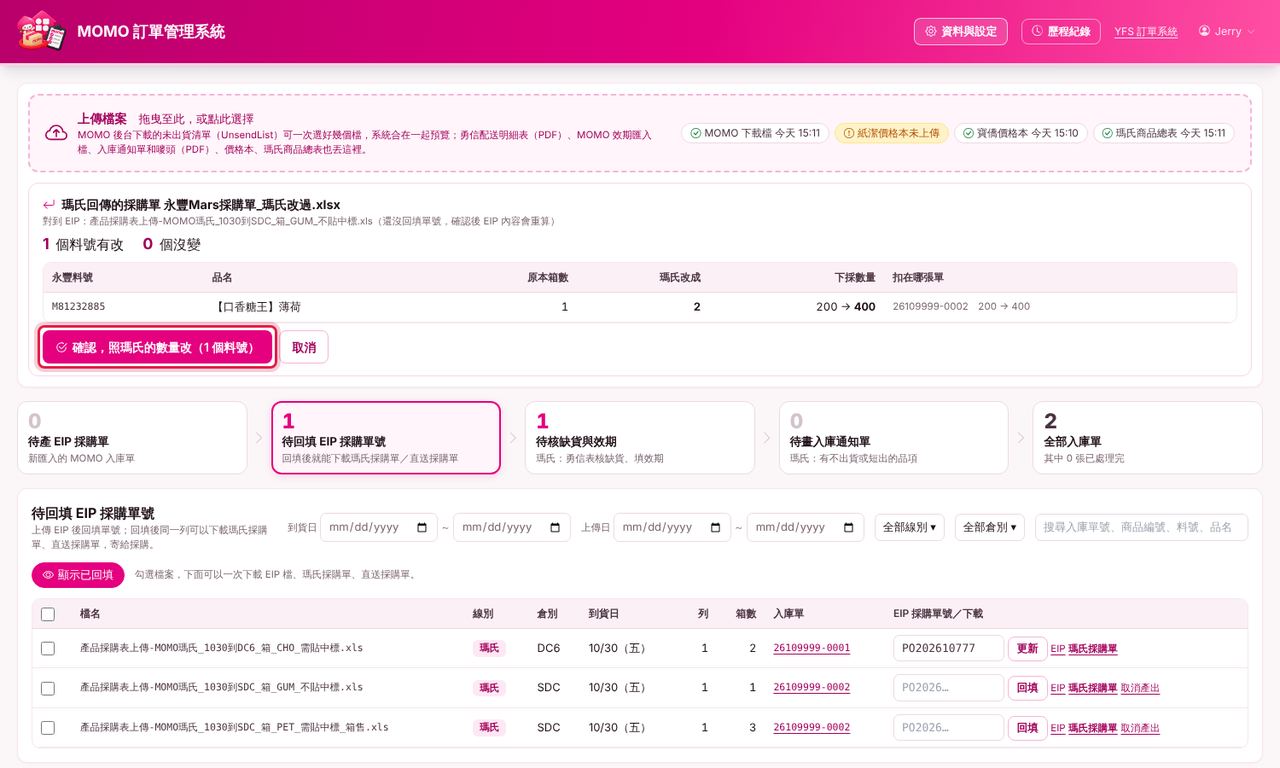 MOMO 訂單管理系統
資料與設定
歷程紀錄
YFS 訂單系統
Jerry
上傳檔案 拖曳至此，或點此選擇
MOMO 後台下載的未出貨清單（UnsendList）可一次選好幾個檔，系統合在一起預覽；勇信配送明細表（PDF）、MOMO 效期匯入
檔、入庫通知單和嘜頭（PDF）、價格本、瑪氏商品總表也丟這裡。
MOMO 下載檔 今天 15:11
紙潔價格本未上傳
寶僑價格本 今天 15:10
瑪氏商品總表 今天 15:11
瑪氏回傳的採購單 永豐Mars採購單_瑪氏改過.xlsx
對到 EIP：產品採購表上傳-MOMO瑪氏_1030到SDC_箱_GUM_不貼中標.xls（還沒回填單號，確認後 EIP 內容會重算）
1 個料號有改 0 個沒變
永豐料號 品名 原本箱數 瑪氏改成 下採數量 扣在哪張單
M81232885 【口香糖王】薄荷 1 2 200 → 400 26109999-0002 200 → 400
確認，照瑪氏的數量改（1 個料號）
取消
0
待產 EIP 採購單
新匯入的 MOMO 入庫單
1
待回填 EIP 採購單號
回填後就能下載瑪氏採購單／直送採購單
1
待核缺貨與效期
瑪氏：勇信表核缺貨、填效期
0
待畫入庫通知單
瑪氏：有不出貨或短出的品項
2
全部入庫單
其中 0 張已處理完
待回填 EIP 採購單號
上傳 EIP 後回填單號；回填後同一列可以下載瑪氏採購
單、直送採購單，寄給採購。
到貨日 mm/dd/yyyy ~ mm/dd/yyyy 上傳日 mm/dd/yyyy ~ mm/dd/yyyy 全部線別 ▾ 全部倉別 ▾ 搜尋入庫單號、商品編號、料號、品名
顯示已回填 勾選檔案，下面可以一次下載 EIP 檔、瑪氏採購單、直送採購單。
檔名 線別 倉別 到貨日 列 箱數 入庫單 EIP 採購單號／下載
產品採購表上傳-MOMO瑪氏_1030到DC6_箱_CHO_需貼中標.xls 瑪氏 DC6 10/30（五） 1 2 26109999-0001 PO202610777 更新 EIP 瑪氏採購單
產品採購表上傳-MOMO瑪氏_1030到SDC_箱_GUM_不貼中標.xls 瑪氏 SDC 10/30（五） 1 1 26109999-0002 PO2026… 回填 EIP 瑪氏採購單 取消產出
產品採購表上傳-MOMO瑪氏_1030到SDC_箱_PET_需貼中標_箱售.xls 瑪氏 SDC 10/30（五） 1 3 26109999-0002 PO2026… 回填 EIP 瑪氏採購單 取消產出